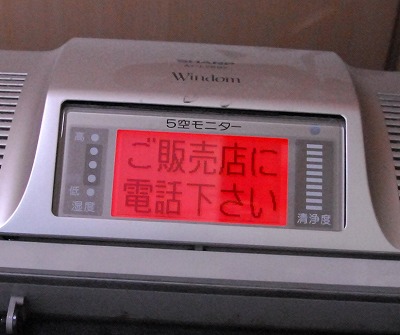 SHARP
Windom
5空モニター
高
ご販売店に
電話下さい
低
湿度
清浄度